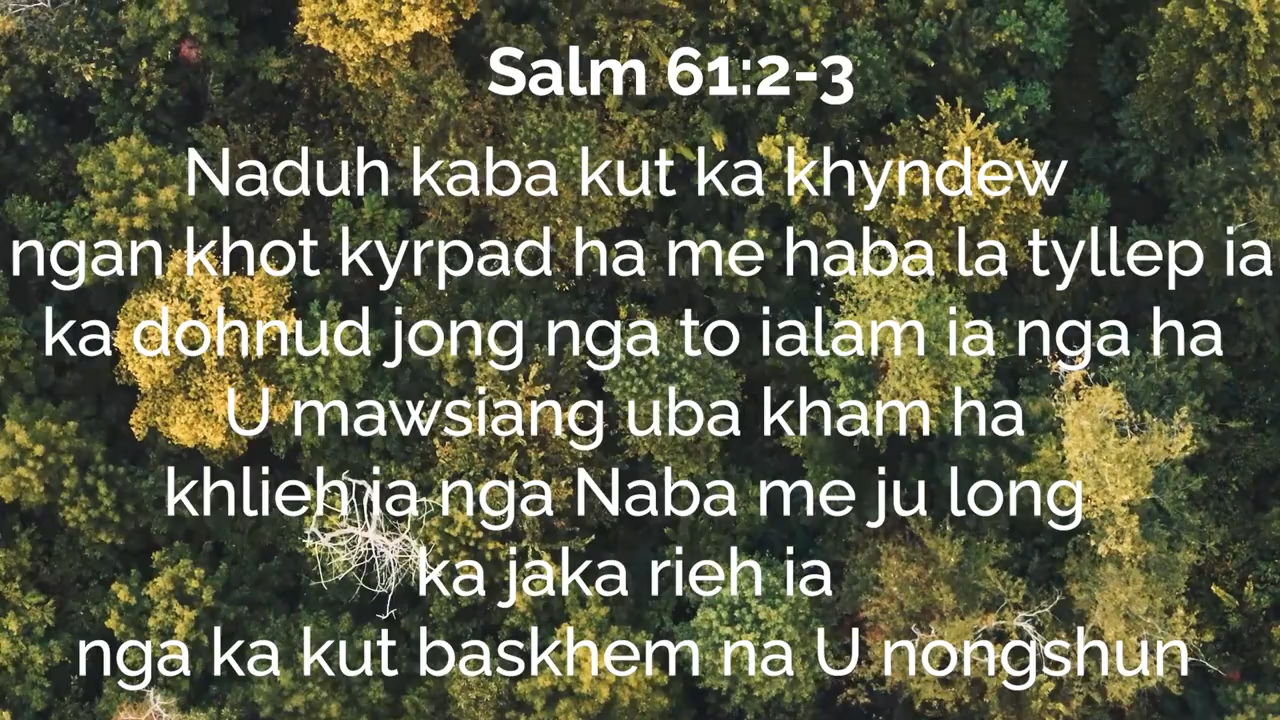 Salm 61:2-3
Naduh kaba kut ka khyndew
ngan khot kyrpad ha me haba la tyllep ia
ka dohnud jong nga to ialam ia nga ha
U mawsiang uba kham ha
khlieh ia nga Naba me ju long
ka jaka rieh ia
nga ka kut baskhem na U nongshun